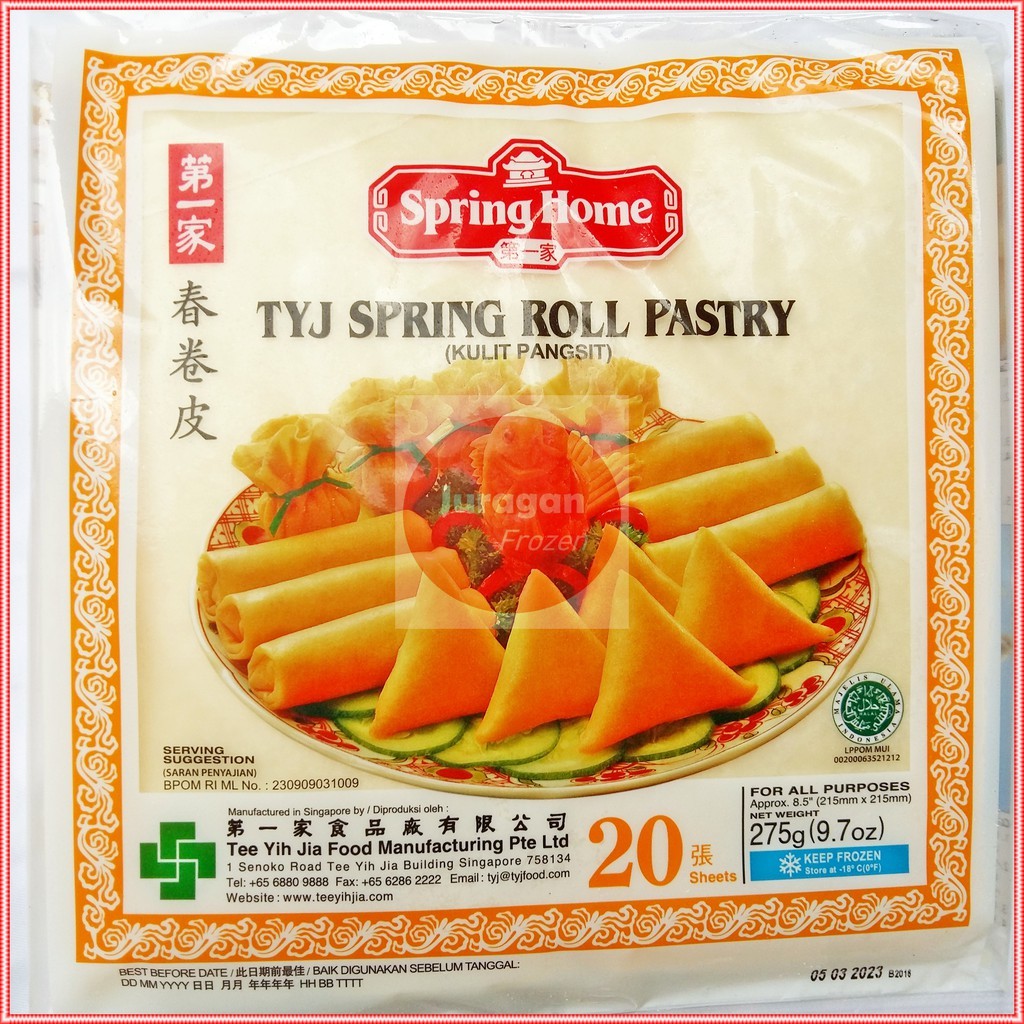 第一家
春卷皮
Spring Home
第一家
TYJ SPRING ROLL PASTRY
(KULIT PANGSIT)
Juragan
Frozen
MAJELIS ULAMA INDONESIA
حلال
HALAL
LPPOM MUI
00200063521212
SERVING
SUGGESTION
(SARAN PENYAJIAN)
BPOM RI ML No. : 230909031009
Manufactured in Singapore by / Diproduksi oleh :
第一家食品廠有限公司
Tee Yih Jia Food Manufacturing Pte Ltd
1 Senoko Road Tee Yih Jia Building Singapore 758134
Tel: +65 6880 9888 Fax: +65 6286 2222 Email: tyj@tyjfood.com
Website: www.teeyihjia.com
20 張
Sheets
FOR ALL PURPOSES
Approx. 8.5" (215mm x 215mm)
NET WEIGHT
275g (9.7oz)
KEEP FROZEN
Store at -18° C(0°F)
BEST BEFORE DATE / 此日期前最佳 / BAIK DIGUNAKAN SEBELUM TANGGAL:
DD MM YYYY 日日 月月 年年年年 HH BB TTTT
05 03 2023 B2016